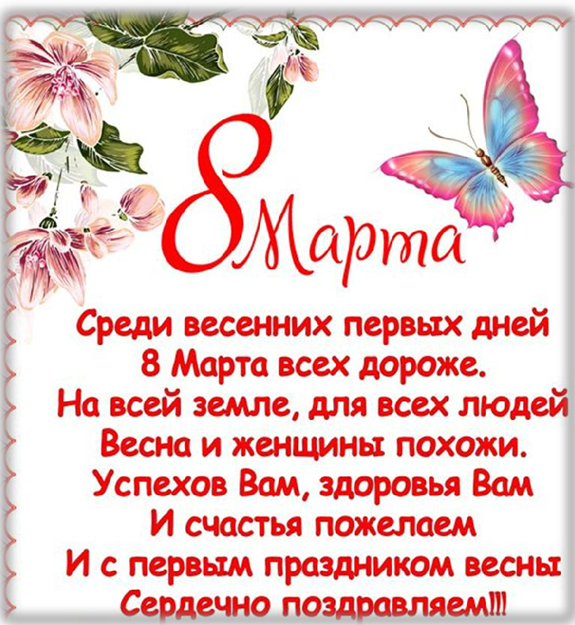 8 Марта
Среди весенних первых дней
8 Марта всех дороже.
На всей земле, для всех людей
Весна и женщины похожи.
Успехов Вам, здоровья Вам
И счастья пожелаем
И с первым праздником весны
Сердечно поздравляем!!!